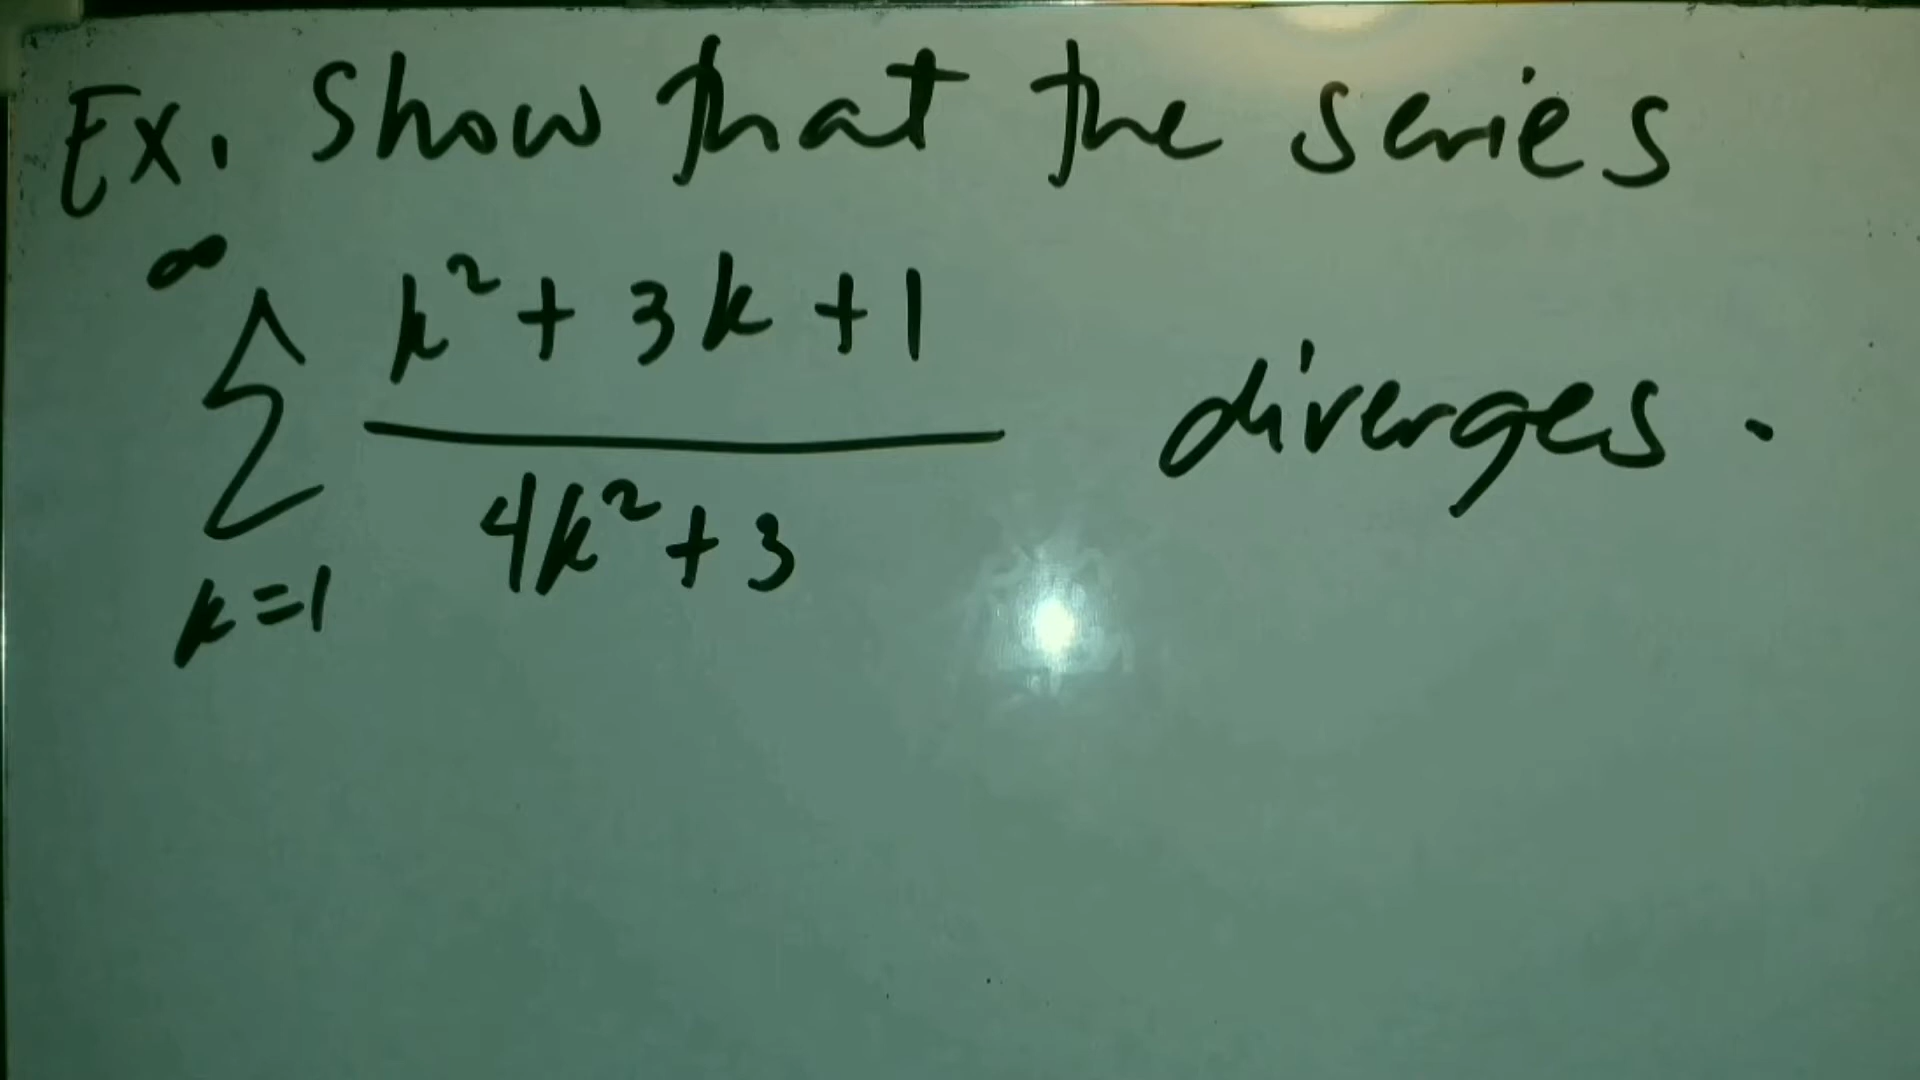 Ex. Show that the series
∞
∑ k² + 3k + 1 / 4k² + 3 diverges.
k=1